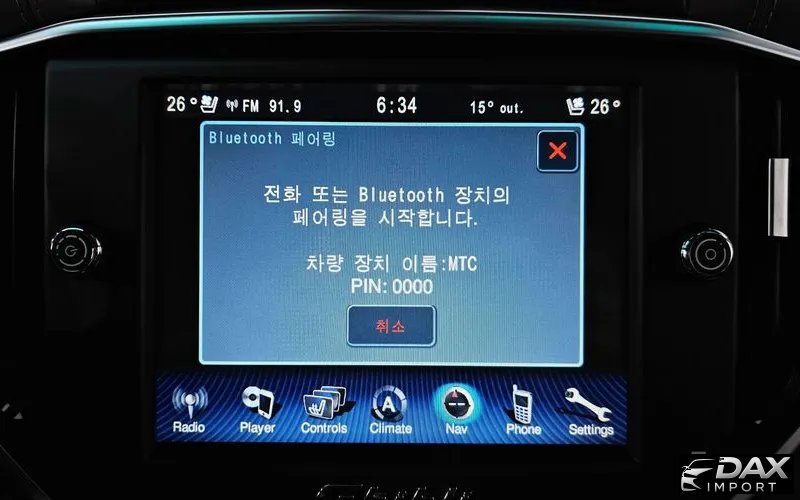 26° FM 91.9 6:34 15° out. 26°
Bluetooth 페어링
전화 또는 Bluetooth 장치의
페어링을 시작합니다.
차량 장치 이름:MTC
PIN: 0000
취소
Radio Player Controls Climate Nav Phone Settings
DAX
IMPORT